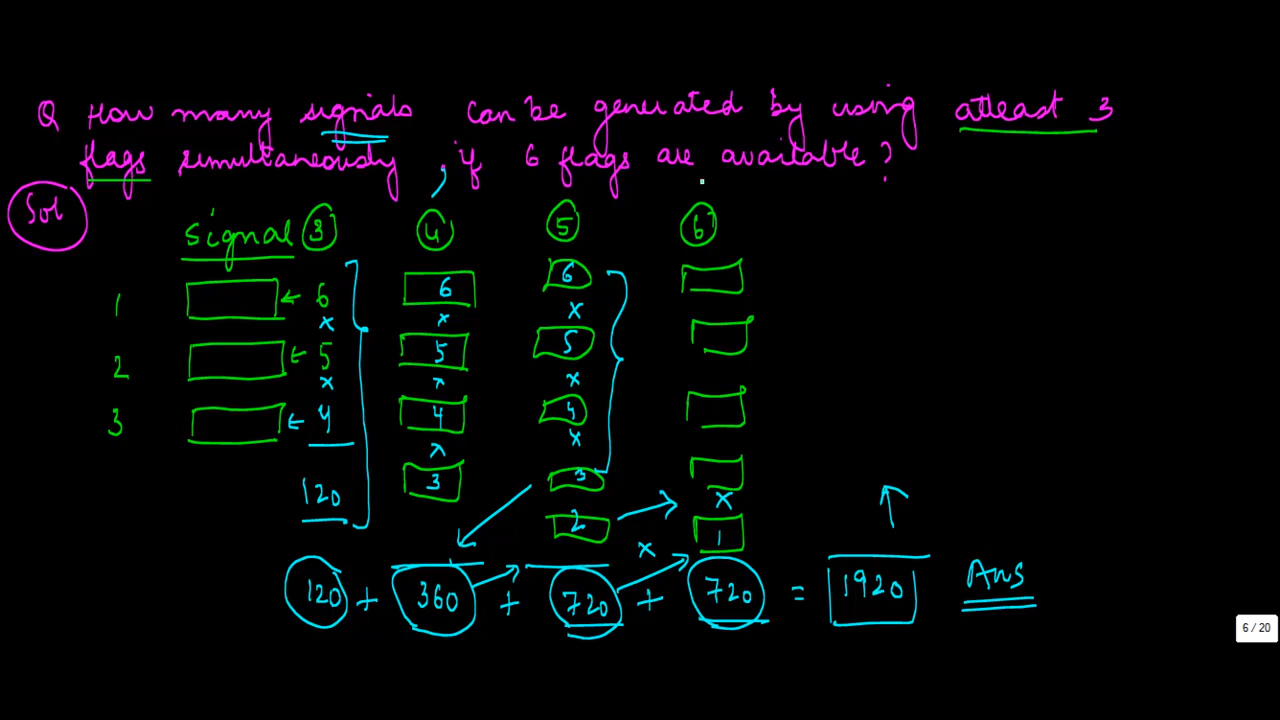 Q How many signals can be generated by using atleast 3
flags simultaneously, if 6 flags are available?
Sol
Signal 3 4 5 6
1 ← 6 6 6
x x x
2 ← 5 5 5
x x x
3 ← 4 4 4
x x
3 3
120 x
2 1
x
120 + 360 + 720 + 720 = 1920 Ans
6 / 20